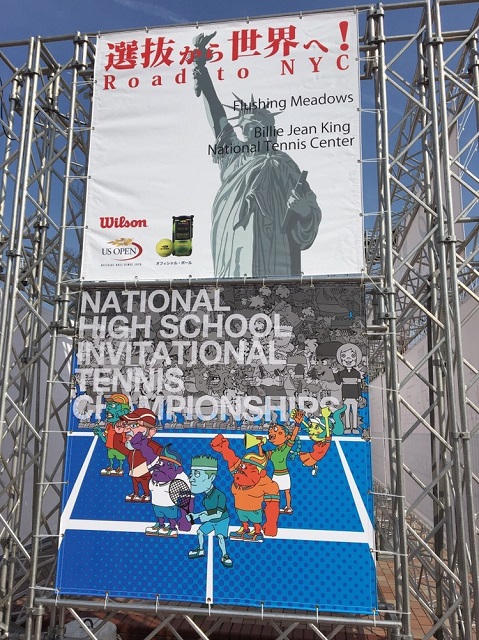 選抜から世界へ！
Road to NYC
Flushing Meadows
Billie Jean King
National Tennis Center
Wilson
US OPEN
オフィシャル・ボール
NATIONAL
HIGH SCHOOL
INVITATIONAL
TENNIS
CHAMPIONSHIPS